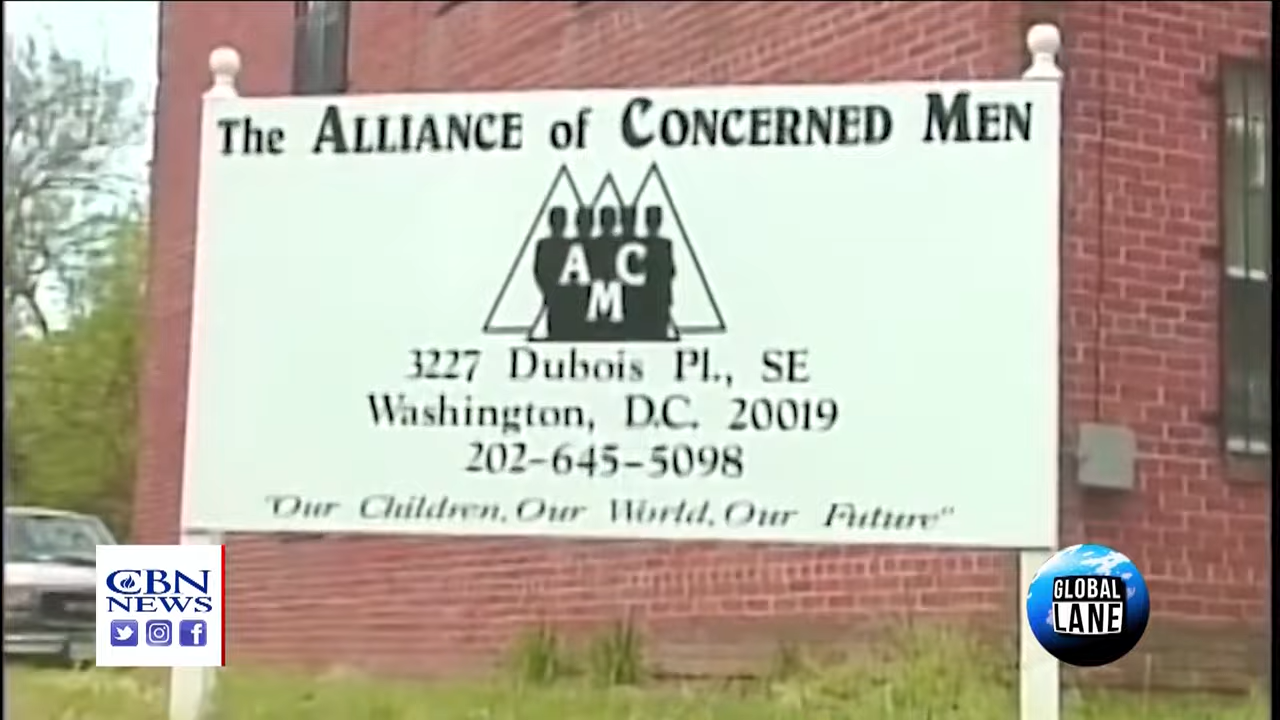 The ALLIANCE of CONCERNED MEN
A C
M
3227 Dubois Pl., SE
Washington, D.C. 20019
202-645-5098
"Our Children, Our World, Our Future"
CBN
NEWS
GLOBAL
LANE